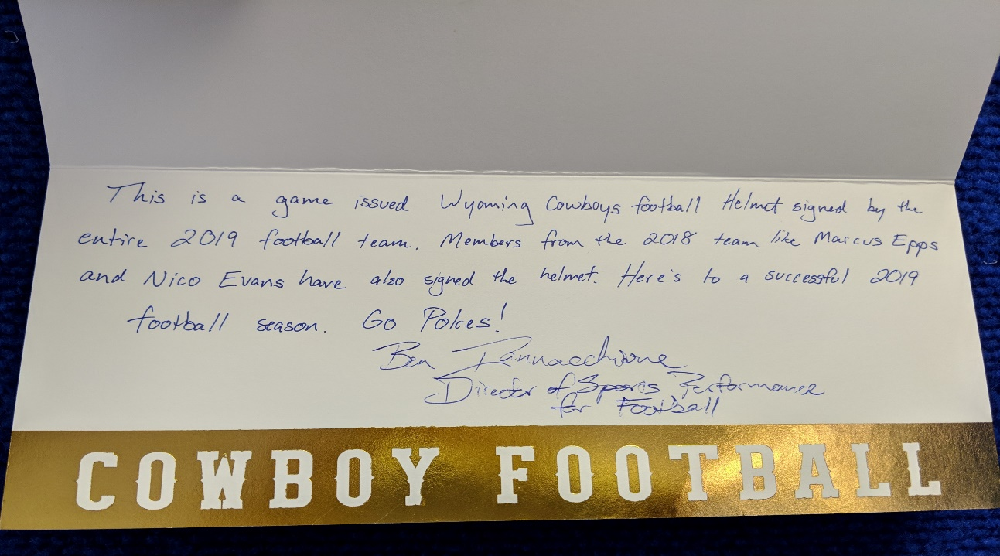 This is a game issued Wyoming Cowboys football Helmet signed by the
entire 2019 football team. Members from the 2018 team like Marcus Epps
and Nico Evans have also signed the helmet. Here's to a successful 2019
football season. Go Pokes!
Ben Iannacchione
Director of Sports Performance
for Football
COWBOY FOOTBALL